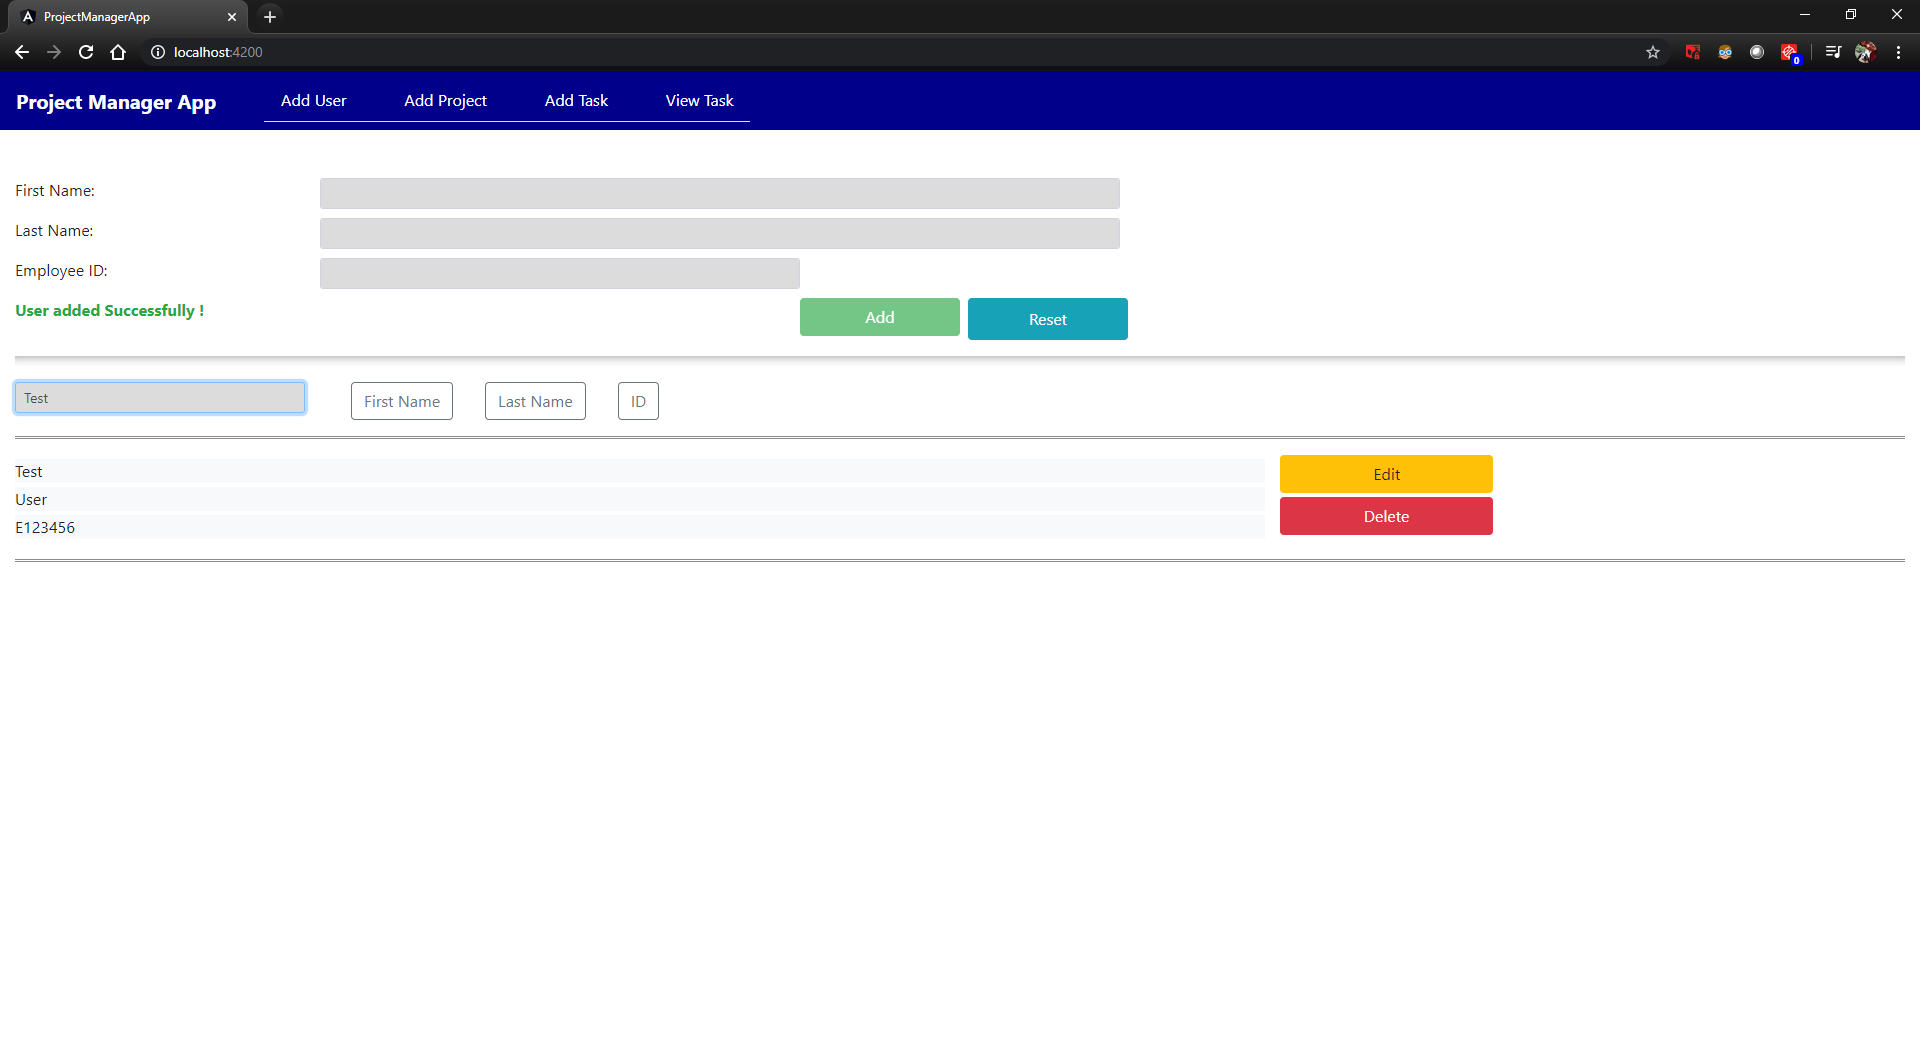 ProjectManagerApp
localhost:4200
0
Project Manager App Add User Add Project Add Task View Task
First Name:
Last Name:
Employee ID:
User added Successfully ! Add Reset
Test First Name Last Name ID
Test Edit
User
E123456 Delete